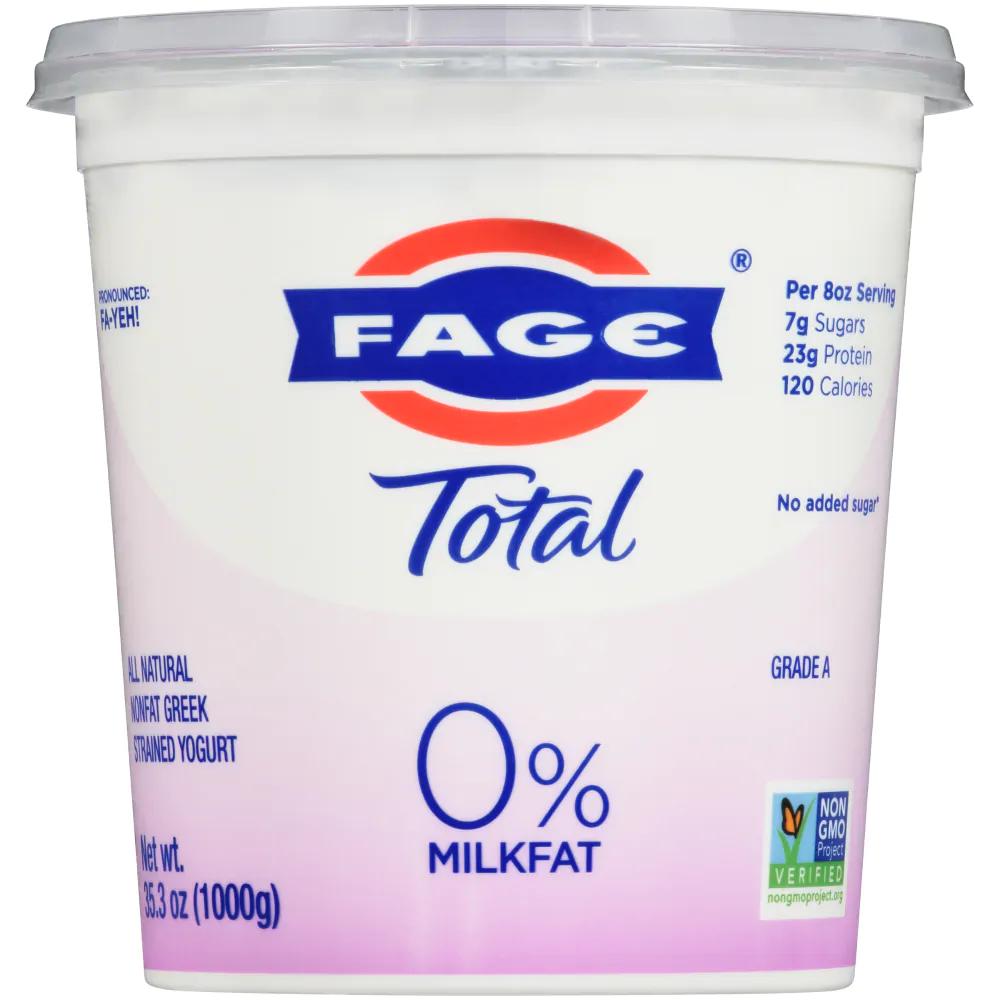 PRONOUNCED:
FA•YEH!
FAGE
®
Total
Per 8oz Serving
7g Sugars
23g Protein
120 Calories
No added sugar*
ALL NATURAL
NONFAT GREEK
STRAINED YOGURT
GRADE A
0%
MILKFAT
Net wt.
35.3 oz (1000g)
NON
GMO
Project
VERIFIED
nongmoproject.org